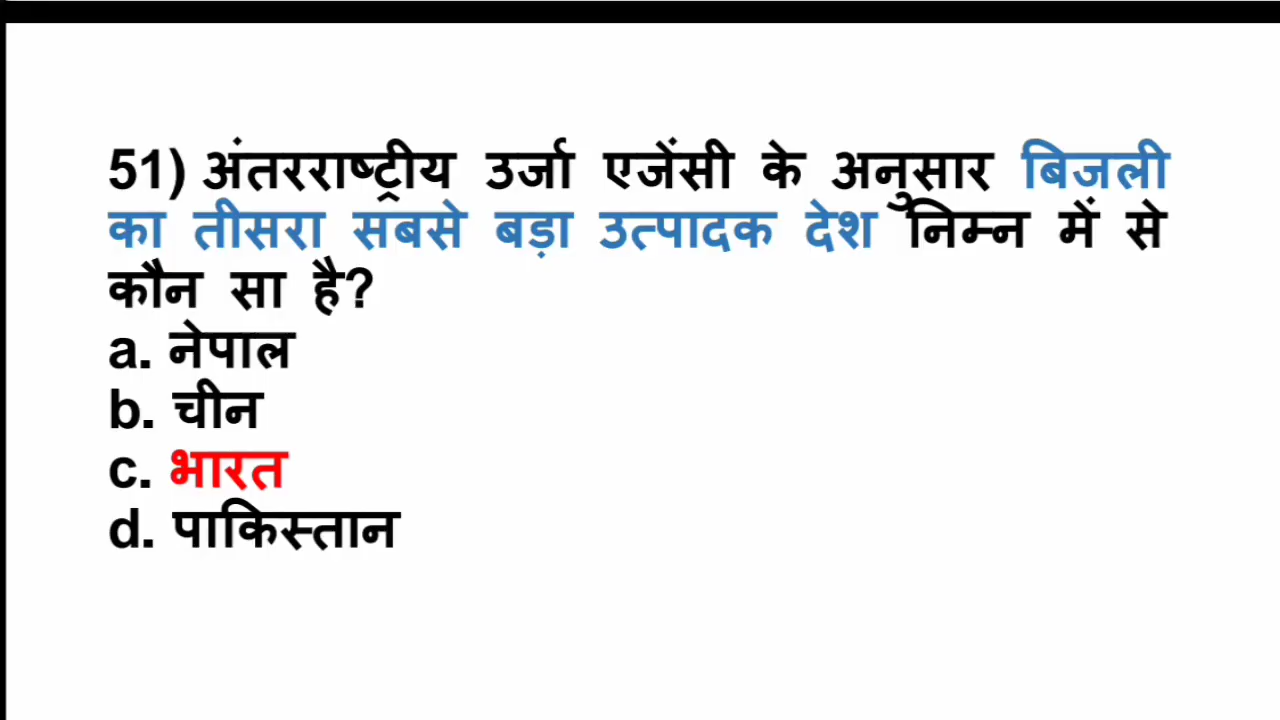 51) अंतरराष्ट्रीय उर्जा एजेंसी के अनुसार बिजली
का तीसरा सबसे बड़ा उत्पादक देश निम्न में से
कौन सा है?
a. नेपाल
b. चीन
c. भारत
d. पाकिस्तान